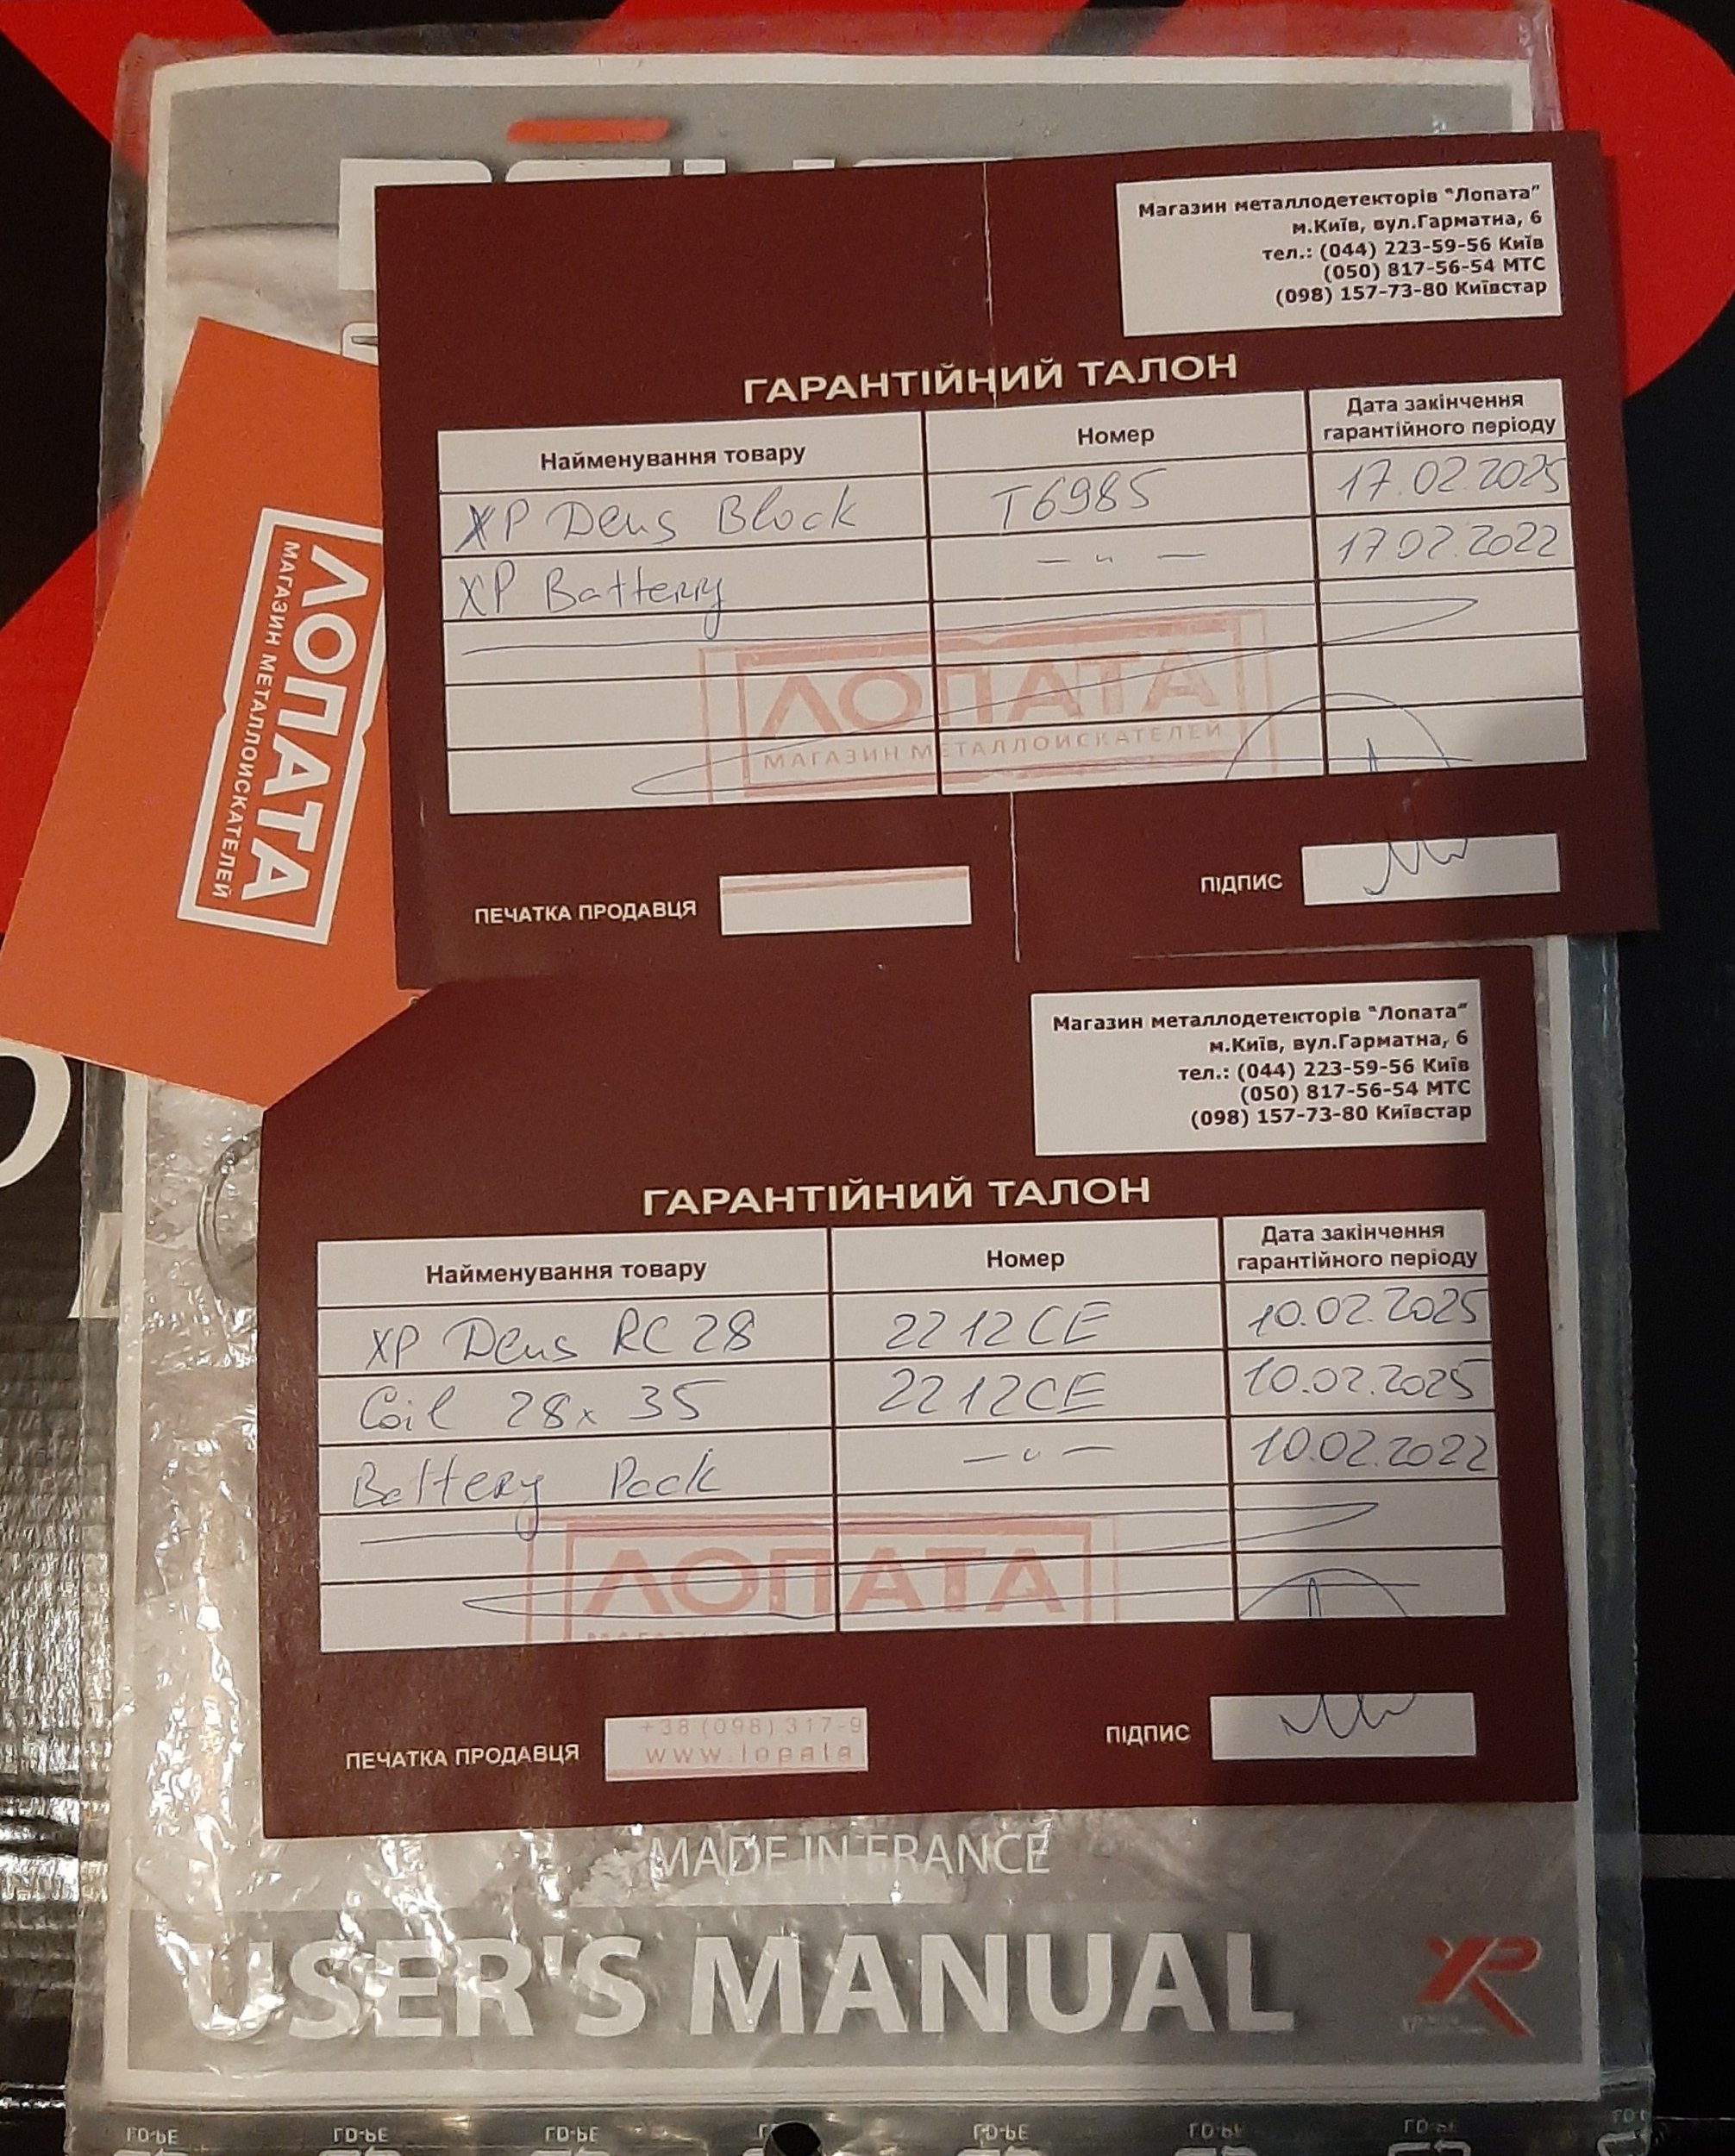 Магазин металлодетекторів "Лопата"
м.Київ, вул.Гарматна, 6
тел.: (044) 223-59-56 Київ
(050) 817-56-54 МТС
(098) 157-73-80 Київстар
ГАРАНТІЙНИЙ ТАЛОН
Найменування товару Номер Дата закінчення гарантійного періоду
XP Deus Block T6985 17.02.2025
XP Battery — " — 17.02.2022
ЛОПАТА
МАГАЗИН МЕТАЛЛОИСКАТЕЛЕЙ
ПЕЧАТКА ПРОДАВЦЯ ПІДПИС
ЛОПАТА
МАГАЗИН МЕТАЛЛОИСКАТЕЛЕЙ
Магазин металлодетекторів "Лопата"
м.Київ, вул.Гарматна, 6
тел.: (044) 223-59-56 Київ
(050) 817-56-54 МТС
(098) 157-73-80 Київстар
ГАРАНТІЙНИЙ ТАЛОН
Найменування товару Номер Дата закінчення гарантійного періоду
XP Deus RC 28 2212CE 10.02.2025
Coil 28x35 2212CE 10.02.2025
Battery Pack — " — 10.02.2022
ЛОПАТА
ПЕЧАТКА ПРОДАВЦЯ +38(098)317-9 ПІДПИС
www.lopata
MADE IN FRANCE
USER'S MANUAL
XP